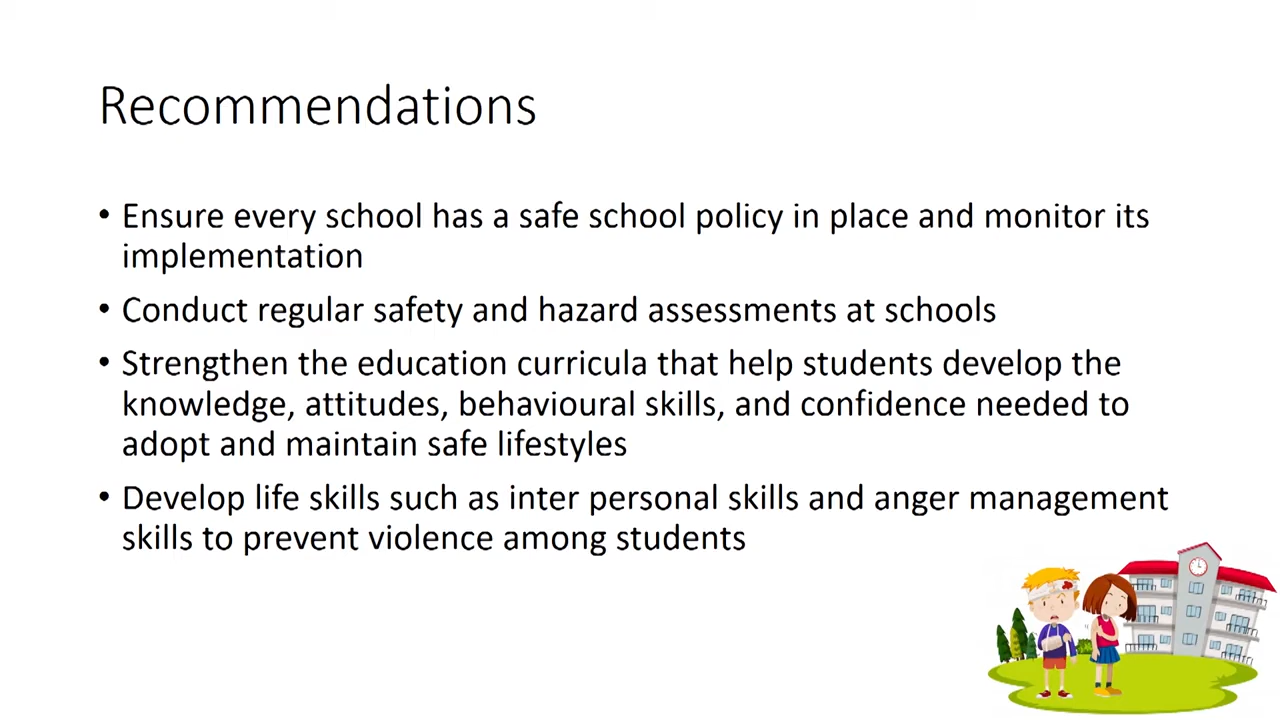 Recommendations
• Ensure every school has a safe school policy in place and monitor its
implementation
• Conduct regular safety and hazard assessments at schools
• Strengthen the education curricula that help students develop the
knowledge, attitudes, behavioural skills, and confidence needed to
adopt and maintain safe lifestyles
• Develop life skills such as inter personal skills and anger management
skills to prevent violence among students